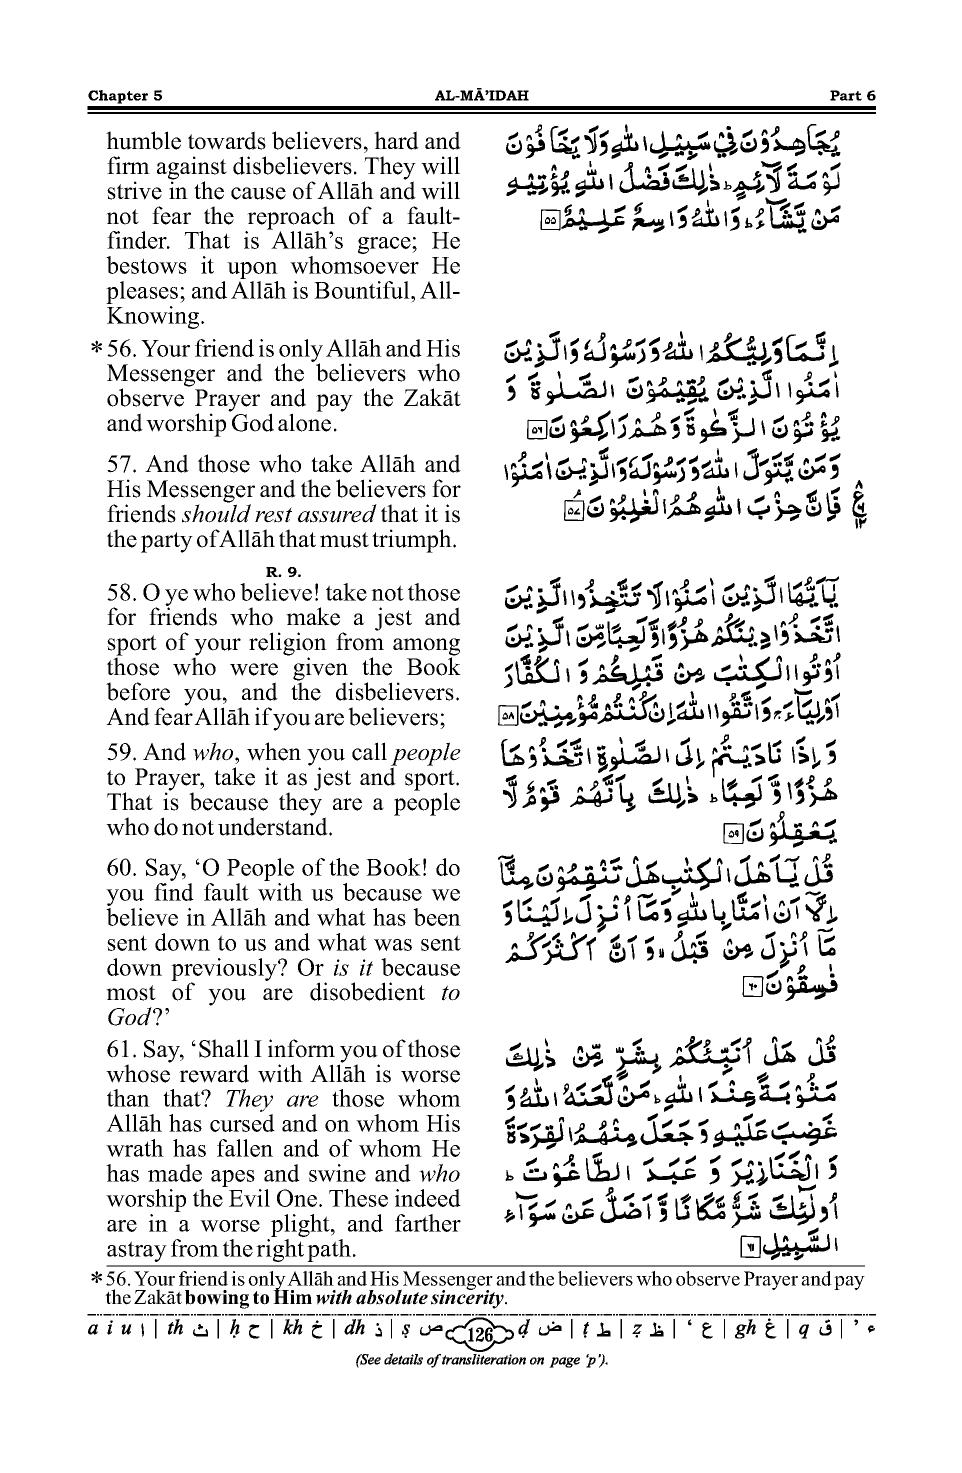 Chapter 5 AL-MĀ’IDAH Part 6
humble towards believers, hard and
firm against disbelievers. They will
strive in the cause of Allāh and will
not fear the reproach of a fault-
finder. That is Allāh’s grace; He
bestows it upon whomsoever He
pleases; and Allāh is Bountiful, All-
Knowing.
*56. Your friend is only Allāh and His
Messenger and the believers who
observe Prayer and pay the Zakāt
and worship God alone.
57. And those who take Allāh and
His Messenger and the believers for
friends should rest assured that it is
the party of Allāh that must triumph.
R. 9.
58. O ye who believe! take not those
for friends who make a jest and
sport of your religion from among
those who were given the Book
before you, and the disbelievers.
And fear Allāh if you are believers;
59. And who, when you call people
to Prayer, take it as jest and sport.
That is because they are a people
who do not understand.
60. Say, ‘O People of the Book! do
you find fault with us because we
believe in Allāh and what has been
sent down to us and what was sent
down previously? Or is it because
most of you are disobedient to
God?’
61. Say, ‘Shall I inform you of those
whose reward with Allāh is worse
than that? They are those whom
Allāh has cursed and on whom His
wrath has fallen and of whom He
has made apes and swine and who
worship the Evil One. These indeed
are in a worse plight, and farther
astray from the right path.
يُجَاهِدُوْنَ فِيْ سَبِيْلِ اللّٰهِ وَلَا يَخَافُوْنَ
لَوْمَةَ لَآئِمٍ ؕ ذٰلِكَ فَضْلُ اللّٰهِ يُؤْتِيْهِ
مَنْ يَّشَآءُ ؕ وَاللّٰهُ وَاسِعٌ عَلِيْمٌ ۵۵
اِنَّمَا وَلِيُّكُمُ اللّٰهُ وَرَسُوْلُهٗ وَالَّذِيْنَ
اٰمَنُوا الَّذِيْنَ يُقِيْمُوْنَ الصَّلٰوةَ وَ
يُؤْتُوْنَ الزَّكٰوةَ وَهُمْ رٰكِعُوْنَ ۵۶
وَمَنْ يَّتَوَلَّ اللّٰهَ وَرَسُوْلَهٗ وَالَّذِيْنَ اٰمَنُوْا
فَاِنَّ حِزْبَ اللّٰهِ هُمُ الْغٰلِبُوْنَ ۵۷
يٰٓاَيُّهَا الَّذِيْنَ اٰمَنُوْا لَا تَتَّخِذُوا الَّذِيْنَ
اتَّخَذُوْا دِيْنَكُمْ هُزُوًا وَّلَعِبًا مِّنَ الَّذِيْنَ
اُوْتُوا الْكِتٰبَ مِنْ قَبْلِكُمْ وَ الْكُفَّارَ
اَوْلِيَآءَ ۚ وَاتَّقُوا اللّٰهَ اِنْ كُنْتُمْ مُّؤْمِنِيْنَ ۵۸
وَ اِذَا نَادَيْتُمْ اِلَى الصَّلٰوةِ اتَّخَذُوْهَا
هُزُوًا وَّ لَعِبًا ؕ ذٰلِكَ بِاَنَّهُمْ قَوْمٌ لَّا
يَعْقِلُوْنَ ۵۹
قُلْ يٰٓاَهْلَ الْكِتٰبِ هَلْ تَنْقِمُوْنَ مِنَّآ
اِلَّآ اَنْ اٰمَنَّا بِاللّٰهِ وَمَآ اُنْزِلَ اِلَيْنَا وَ
مَآ اُنْزِلَ مِنْ قَبْلُ ۙ وَ اَنَّ اَكْثَرَكُمْ
فٰسِقُوْنَ ۶۰
قُلْ هَلْ اُنَبِّئُكُمْ بِشَرٍّ مِّنْ ذٰلِكَ
مَثُوْبَةً عِنْدَ اللّٰهِ ؕ مَنْ لَّعَنَهُ اللّٰهُ وَ
غَضِبَ عَلَيْهِ وَ جَعَلَ مِنْهُمُ الْقِرَدَةَ
وَ الْخَنَازِيْرَ وَ عَبَدَ الطَّاغُوْتَ ؕ
اُولٰٓئِكَ شَرٌّ مَّكَانًا وَّ اَضَلُّ عَنْ سَوَآءِ
السَّبِيْلِ ۶۱
*56. Your friend is only Allāh and His Messenger and the believers who observe Prayer and pay
the Zakāt bowing to Him with absolute sincerity.
a i u ا | th ث | ḥ ح | kh خ | dh ذ | ṣ ص 126 ḍ ض | ṭ ط | ẓ ظ | ‘ ع | gh غ | q ق | ’ ء
(See details of transliteration on page ‘p’).